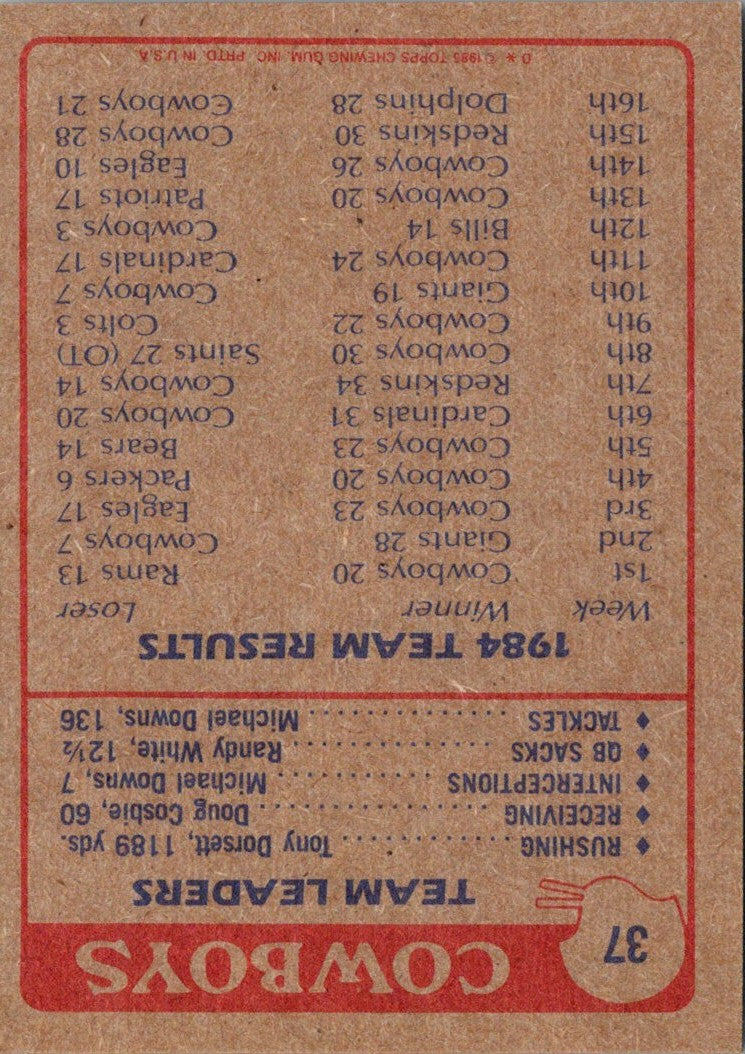 37 COWBOYS
TEAM LEADERS
♦ RUSHING ............... Tony Dorsett, 1189 yds.
♦ RECEIVING ..................... Doug Cosbie, 60
♦ INTERCEPTIONS ........... Michael Downs, 7
♦ QB SACKS ................. Randy White, 12½
♦ TACKLES ................ Michael Downs, 136
1984 TEAM RESULTS
Week Winner Loser
1st Cowboys 20 Rams 13
2nd Giants 28 Cowboys 7
3rd Cowboys 23 Eagles 17
4th Cowboys 20 Packers 6
5th Cowboys 23 Bears 14
6th Cardinals 31 Cowboys 20
7th Redskins 34 Cowboys 14
8th Cowboys 30 Saints 27 (OT)
9th Cowboys 22 Colts 3
10th Giants 19 Cowboys 7
11th Cowboys 24 Cardinals 17
12th Bills 14 Cowboys 3
13th Cowboys 20 Patriots 17
14th Cowboys 26 Eagles 10
15th Redskins 30 Cowboys 28
16th Dolphins 28 Cowboys 21
D * © 1985 TOPPS CHEWING GUM, INC. PRTD. IN U.S.A.